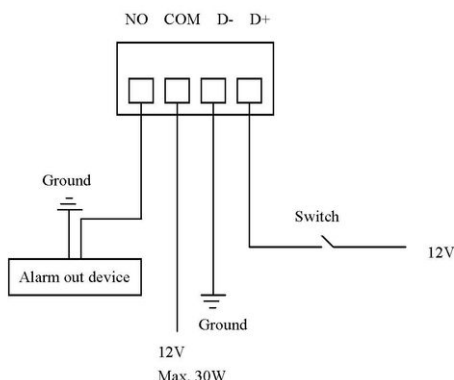 NO COM D- D+
Ground
Switch
12V
Alarm out device
Ground
12V
Max. 30W